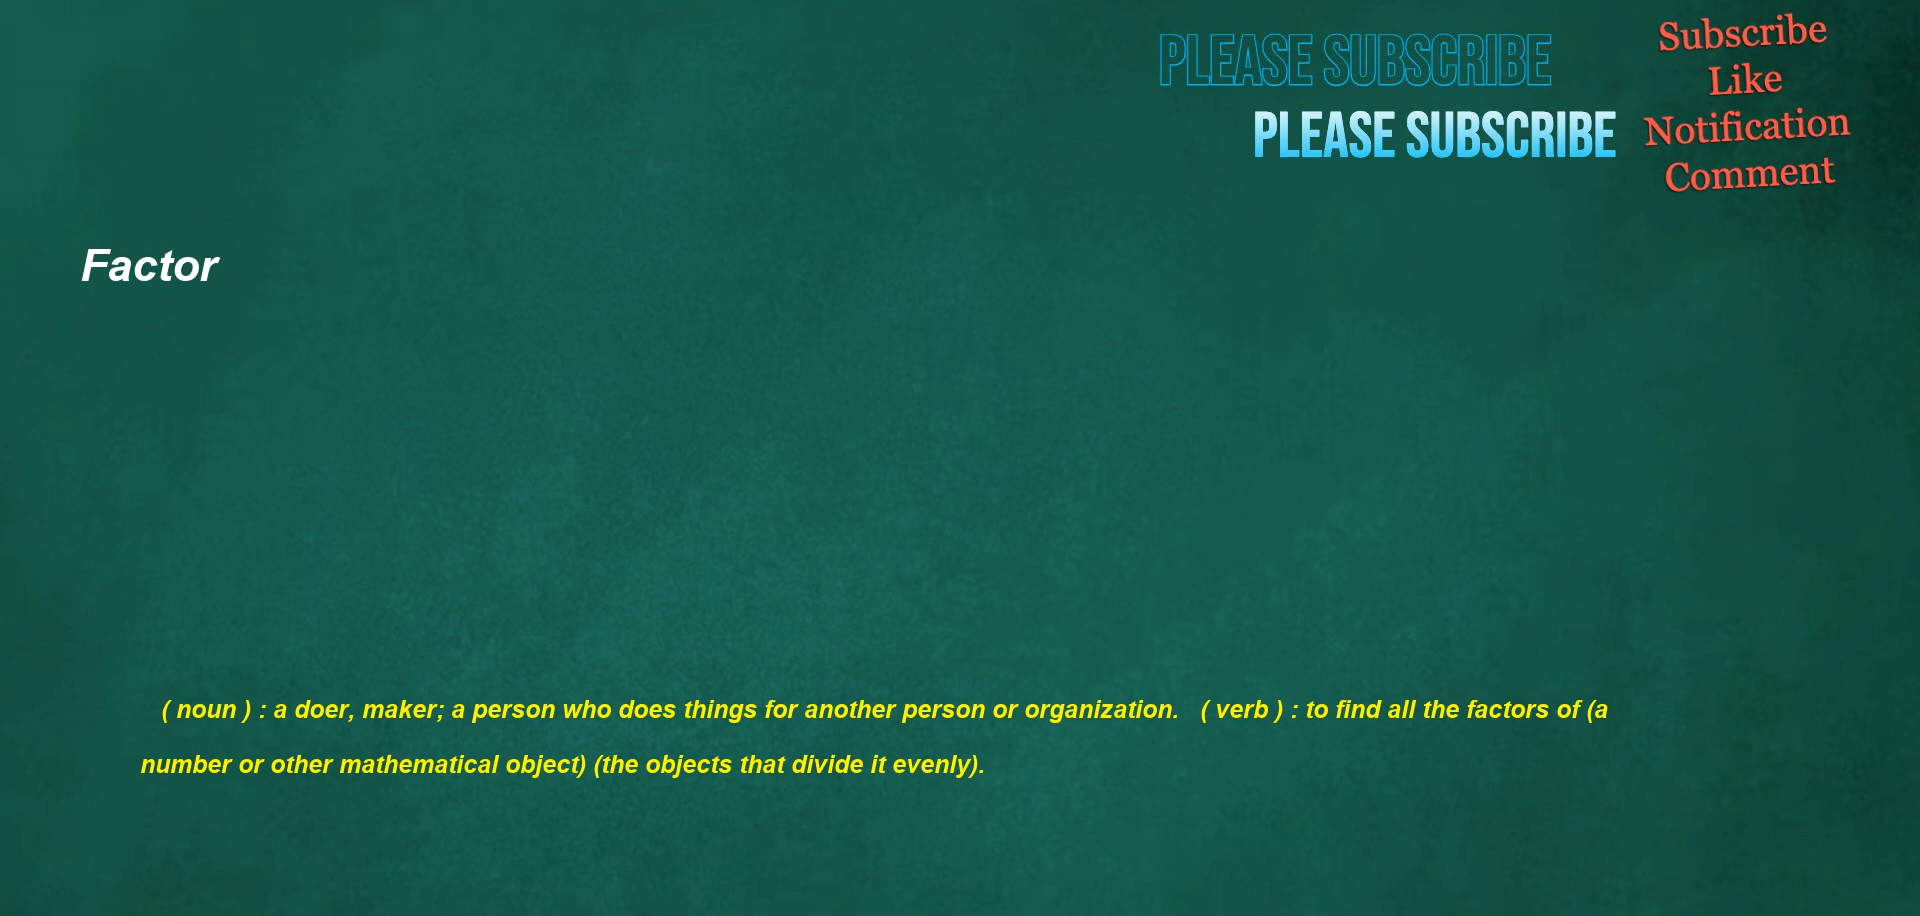 PLEASE SUBSCRIBE
PLEASE SUBSCRIBE
Subscribe
Like
Notification
Comment
Factor
( noun ) : a doer, maker; a person who does things for another person or organization. ( verb ) : to find all the factors of (a
number or other mathematical object) (the objects that divide it evenly).